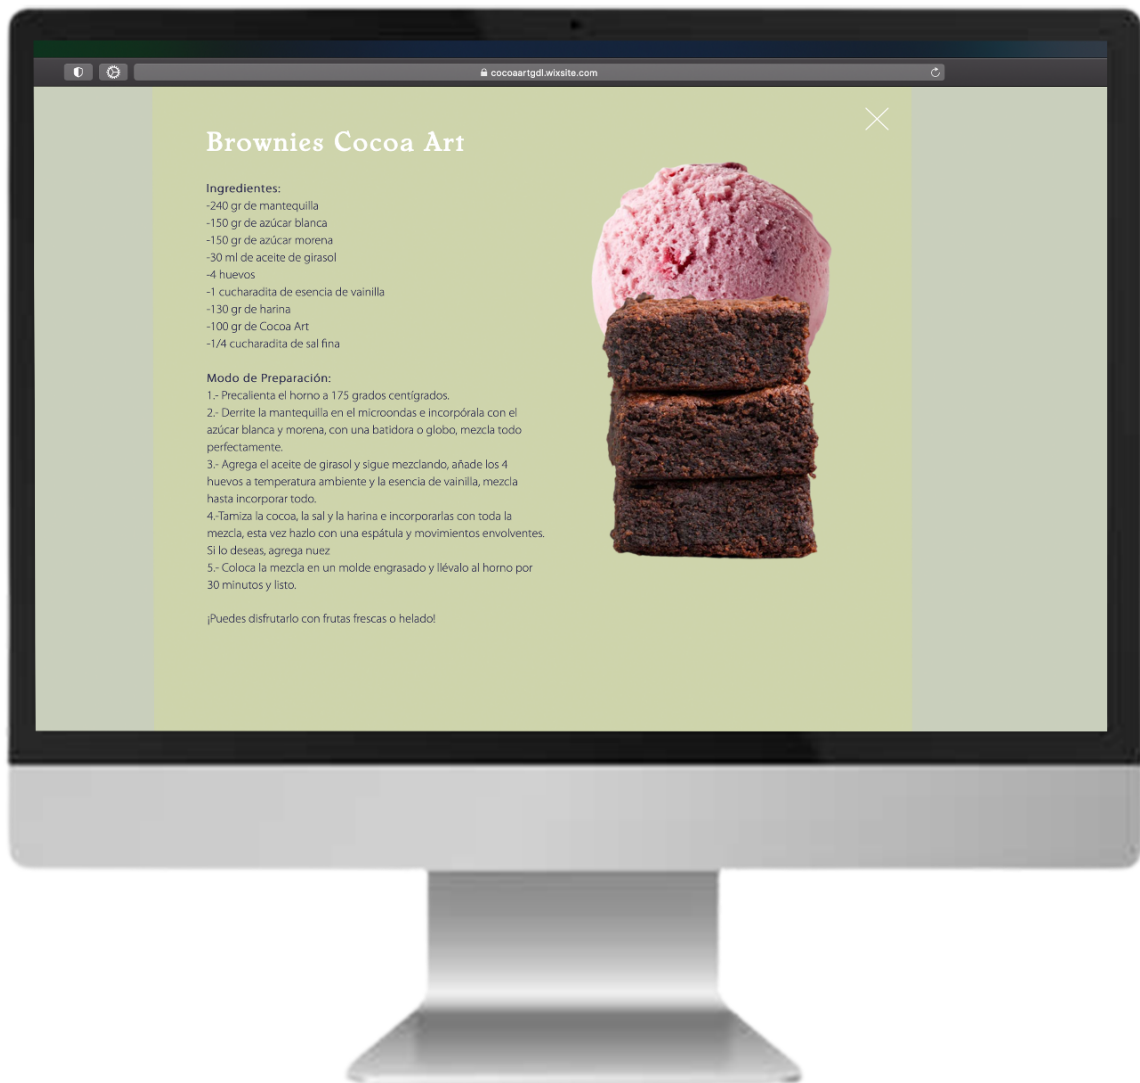 cocoaartgdl.wixsite.com
Brownies Cocoa Art
Ingredientes:
-240 gr de mantequilla
-150 gr de azúcar blanca
-150 gr de azúcar morena
-30 ml de aceite de girasol
-4 huevos
-1 cucharadita de esencia de vainilla
-130 gr de harina
-100 gr de Cocoa Art
-1/4 cucharadita de sal fina
Modo de Preparación:
1.- Precalienta el horno a 175 grados centígrados.
2.- Derrite la mantequilla en el microondas e incorpórala con el
azúcar blanca y morena, con una batidora o globo, mezcla todo
perfectamente.
3.- Agrega el aceite de girasol y sigue mezclando, añade los 4
huevos a temperatura ambiente y la esencia de vainilla, mezcla
hasta incorporar todo.
4.-Tamiza la cocoa, la sal y la harina e incorporarlas con toda la
mezcla, esta vez hazlo con una espátula y movimientos envolventes.
Si lo deseas, agrega nuez
5.- Coloca la mezcla en un molde engrasado y llévalo al horno por
30 minutos y listo.
¡Puedes disfrutarlo con frutas frescas o helado!